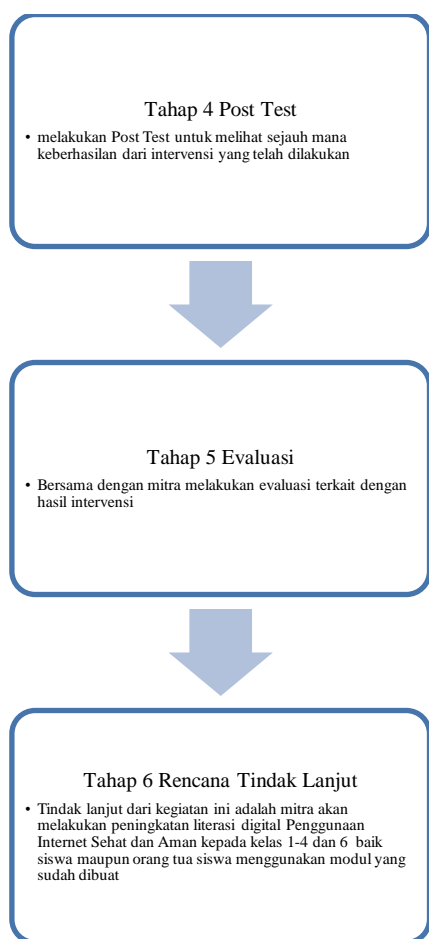 Tahap 4 Post Test
• melakukan Post Test untuk melihat sejauh mana
keberhasilan dari intervensi yang telah dilakukan
Tahap 5 Evaluasi
• Bersama dengan mitra melakukan evaluasi terkait dengan
hasil intervensi
Tahap 6 Rencana Tindak Lanjut
• Tindak lanjut dari kegiatan ini adalah mitra akan
melakukan peningkatan literasi digital Penggunaan
Internet Sehat dan Aman kepada kelas 1-4 dan 6 baik
siswa maupun orang tua siswa menggunakan modul yang
sudah dibuat